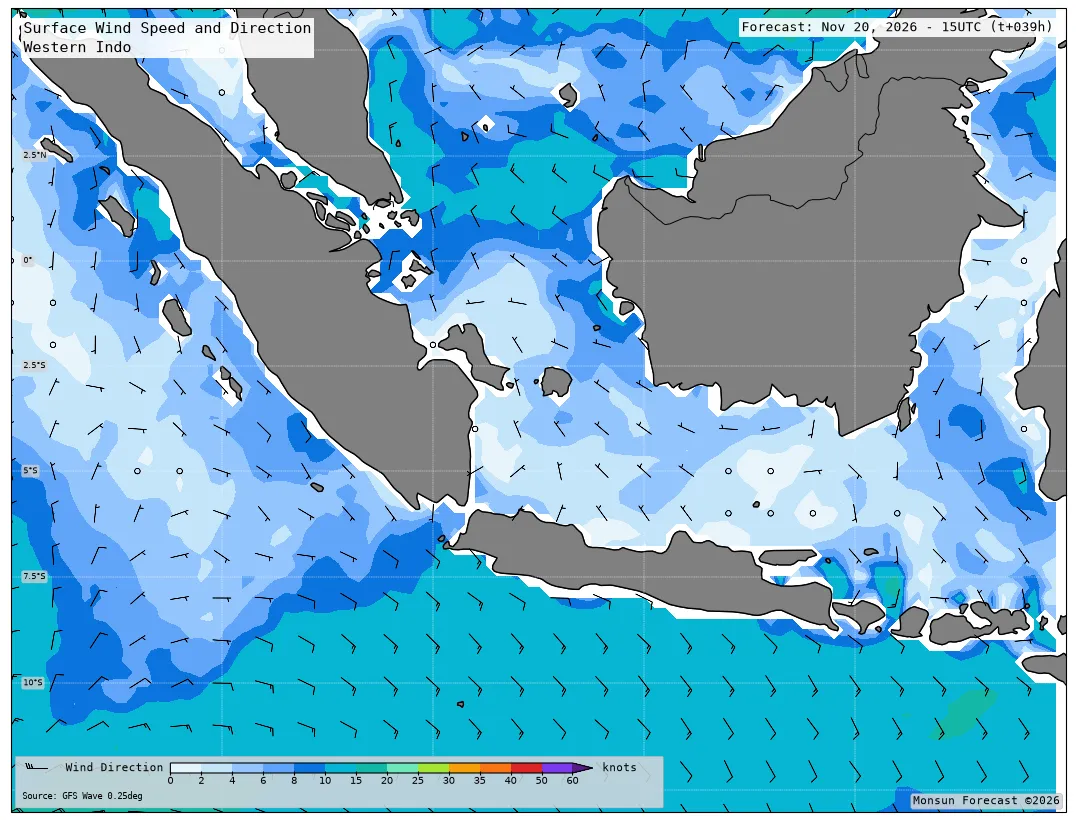 Surface Wind Speed and Direction
Western Indo
Forecast: Nov 20, 2026 - 15UTC (t+039h)
2.5°N
0°
2.5°S
5°S
7.5°S
10°S
Wind Direction
0 2 4 6 8 10 15 20 25 30 35 40 50 60
knots
Source: GFS Wave 0.25deg
Monsun Forecast ©2026